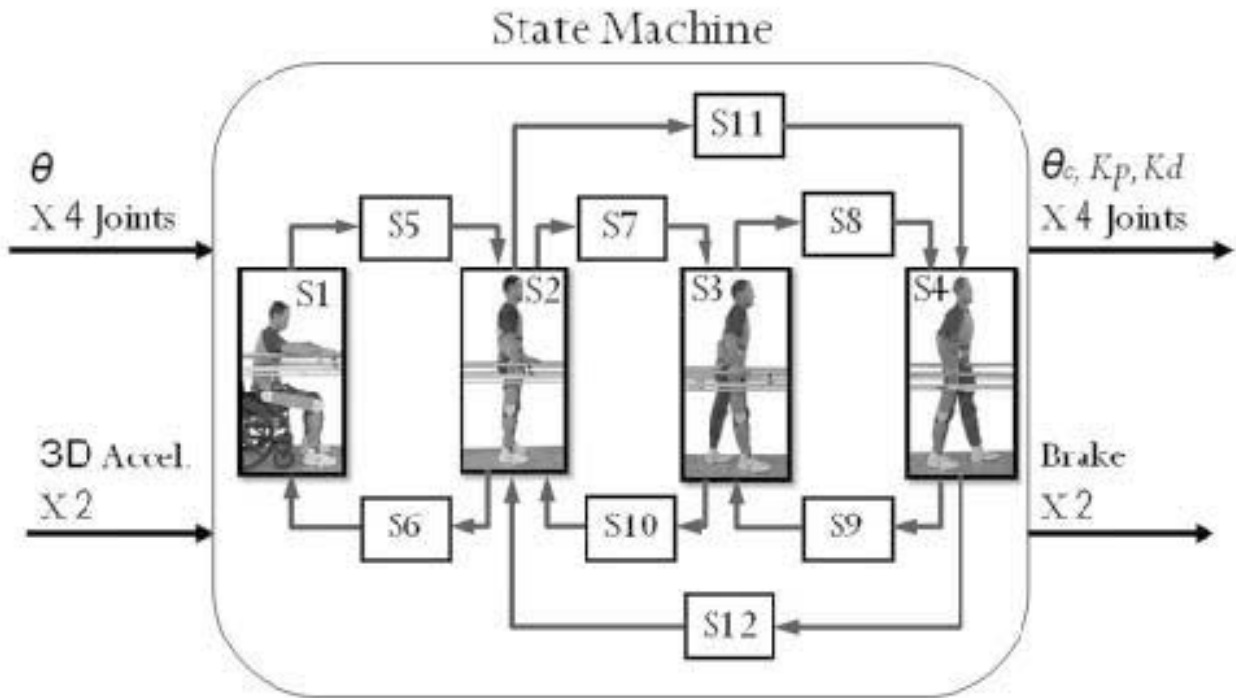 State Machine
S11
θ
X 4 Joints
θc, Kp, Kd
X 4 Joints
S5
S7
S8
S1
S2
S3
S4
3D Accel.
X 2
Brake
X 2
S6
S10
S9
S12